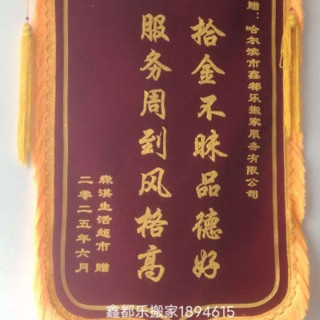 赠：哈尔滨市鑫都乐搬家服务有限公司
拾金不昧品德好
服务周到风格高
森淇生活超市 赠
二零二五年六月
鑫都乐搬家1894615